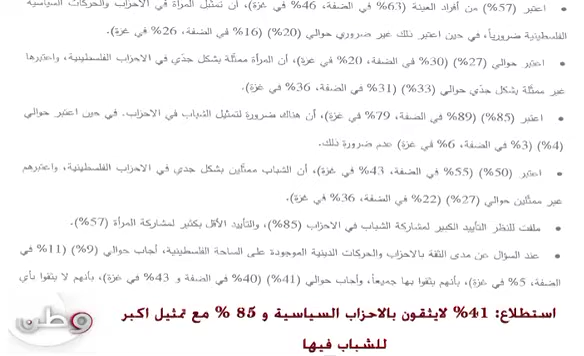 اعتبر (57%) من أفراد العينة (63% في الضفة، 46% في غزة)، أن تمثيل المرأة في الاحزاب والحركات السياسية
الفلسطينية ضرورياً، في حين اعتبر ذلك غير ضروري حوالي (20%) (16% في الضفة، 26% في غزة).
اعتبر حوالي (27%) (30% في الضفة، 20% في غزة)، أن المرأة ممثلة بشكل جدّي في الاحزاب الفلسطينية، واعتبرها
غير ممثلة بشكل جدّي حوالي (33%) (31% في الضفة، 36% في غزة).
اعتبر (85%) (89% في الضفة، 79% في غزة)، أن هناك ضرورة لتمثيل الشباب في الاحزاب. في حين اعتبر حوالي
(4%) (3% في الضفة، 6% في غزة) عدم ضرورة ذلك.
اعتبر (50%) (55% في الضفة، 43% في غزة)، أن الشباب ممثلين بشكل جدي في الاحزاب الفلسطينية، واعتبرهم
غير ممثلين حوالي (27%) (22% في الضفة، 36% في غزة).
ملفت للنظر التأييد الكبير لمشاركة الشباب في الاحزاب (85%)، والتأييد الأقل بكثير لمشاركة المرأة (57%).
عند السؤال عن مدى الثقة بالاحزاب والحركات الدينية الموجودة على الساحة الفلسطينية، أجاب حوالي (9%) (11% في
الضفة، 5% في غزة)، بأنهم يثقوا بها جميعاً، وأجاب حوالي (41%) (40% في الضفة و 43% في غزة)، بأنهم لا يثقوا بأي
استطلاع: 41% لايثقون بالاحزاب السياسية و 85 % مع تمثيل اكبر
للشباب فيها
وطن